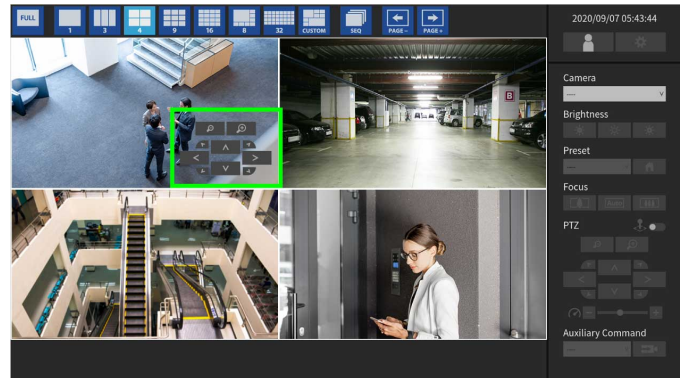 FULL
1
3
4
9
16
8
32
CUSTOM
SEQ
PAGE-
PAGE+
2020/09/07 05:43:44
Camera
----
Brightness
Preset
----
Focus
Auto
PTZ
Auxiliary Command
----
B